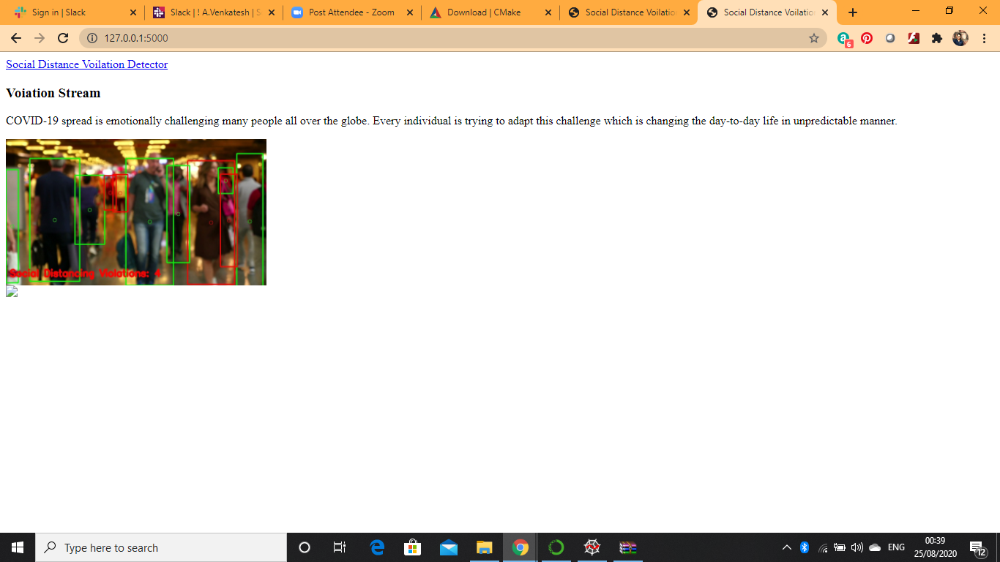 Sign in | Slack
Slack | ! A.Venkatesh | S
Post Attendee - Zoom
Download | CMake
Social Distance Voilatio
Social Distance Voilatio
127.0.0.1:5000
6
Social Distance Voilation Detector
Voiation Stream
COVID-19 spread is emotionally challenging many people all over the globe. Every individual is trying to adapt this challenge which is changing the day-to-day life in unpredictable manner.
Social Distancing Violations: 4
Type here to search
ENG
00:39
25/08/2020
12